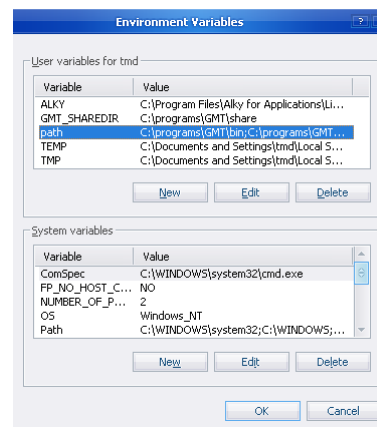 Environment Variables
User variables for tmd
Variable Value
ALKY C:\Program Files\Alky for Applications\Li...
GMT_SHAREDIR C:\programs\GMT\share
path C:\programs\GMT\bin;C:\programs\GMT...
TEMP C:\Documents and Settings\tmd\Local S...
TMP C:\Documents and Settings\tmd\Local S...
New Edit Delete
System variables
Variable Value
ComSpec C:\WINDOWS\system32\cmd.exe
FP_NO_HOST_C... NO
NUMBER_OF_P... 2
OS Windows_NT
Path C:\WINDOWS\system32;C:\WINDOWS;...
New Edit Delete
OK Cancel